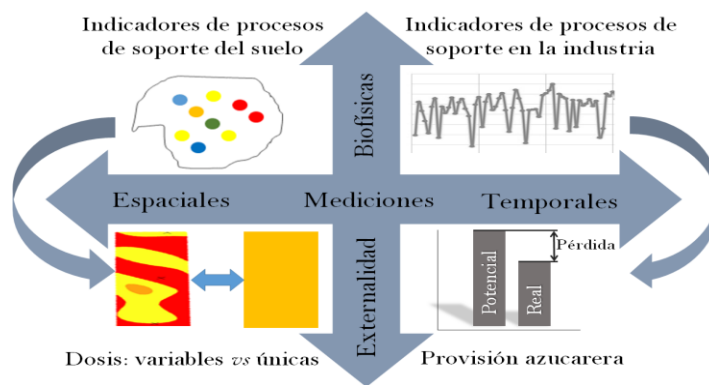 Indicadores de procesos
de soporte del suelo
Indicadores de procesos de
soporte en la industria
Biofísicas
Espaciales
Mediciones
Temporales
Externalidad
Pérdida
Potencial
Real
Dosis: variables vs únicas
Provisión azucarera